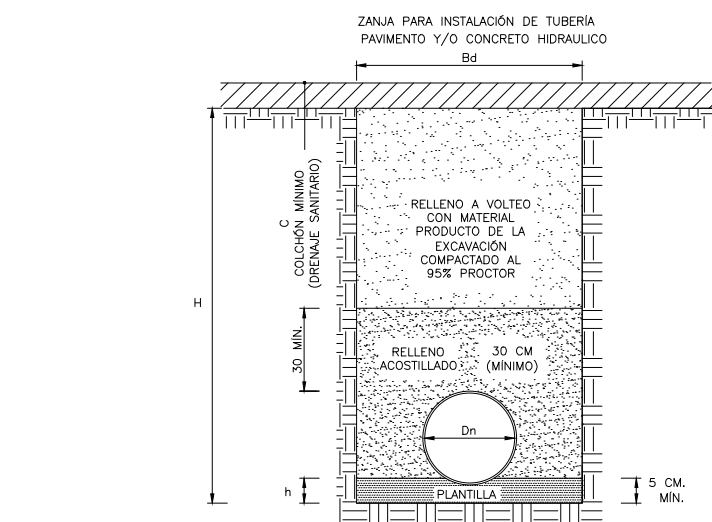 ZANJA PARA INSTALACIÓN DE TUBERÍA
PAVIMENTO Y/O CONCRETO HIDRAULICO
Bd
C
COLCHÓN MÍNIMO
(DRENAJE SANITARIO)
RELLENO A VOLTEO
CON MATERIAL
PRODUCTO DE LA
EXCAVACIÓN
COMPACTADO AL
95% PROCTOR
H
30 MÍN.
RELLENO
ACOSTILLADO
30 CM
(MÍNIMO)
Dn
h
PLANTILLA
5 CM.
MÍN.